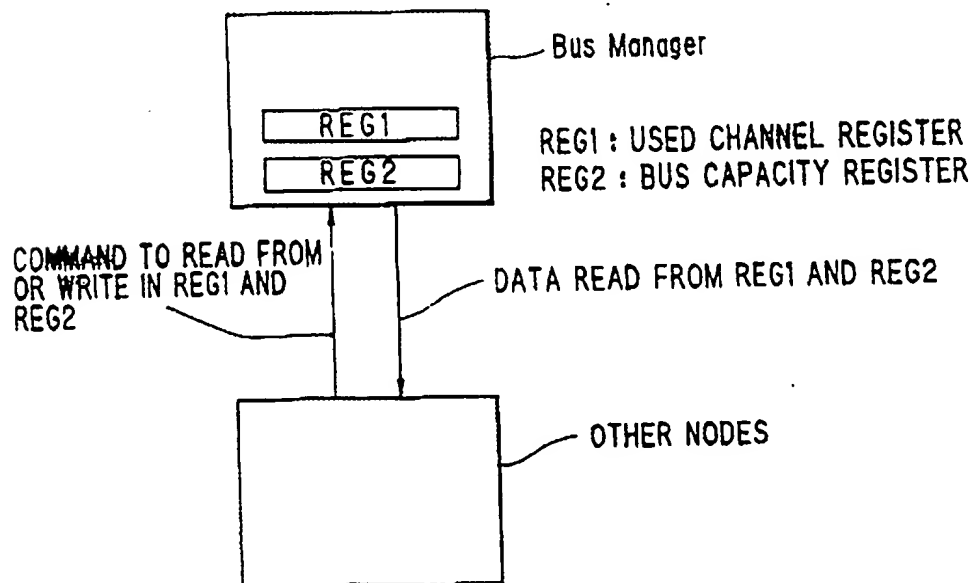 Bus Manager
REG1
REG2
REG1 : USED CHANNEL REGISTER
REG2 : BUS CAPACITY REGISTER
COMMAND TO READ FROM
OR WRITE IN REG1 AND
REG2
DATA READ FROM REG1 AND REG2
OTHER NODES